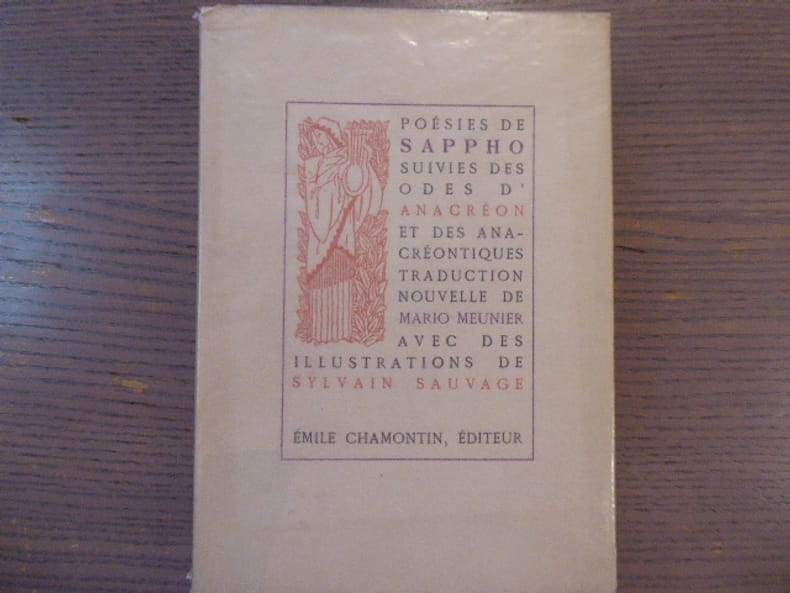 POÉSIES DE
SAPPHO
SUIVIES DES
ODES D'
ANACRÉON
ET DES ANA-
CRÉONTIQUES
TRADUCTION
NOUVELLE DE
MARIO MEUNIER
AVEC DES
ILLUSTRATIONS DE
SYLVAIN SAUVAGE
ÉMILE CHAMONTIN, ÉDITEUR